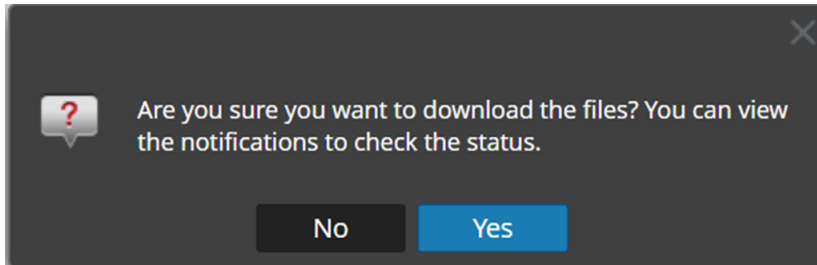 ?
Are you sure you want to download the files? You can view
the notifications to check the status.
No
Yes